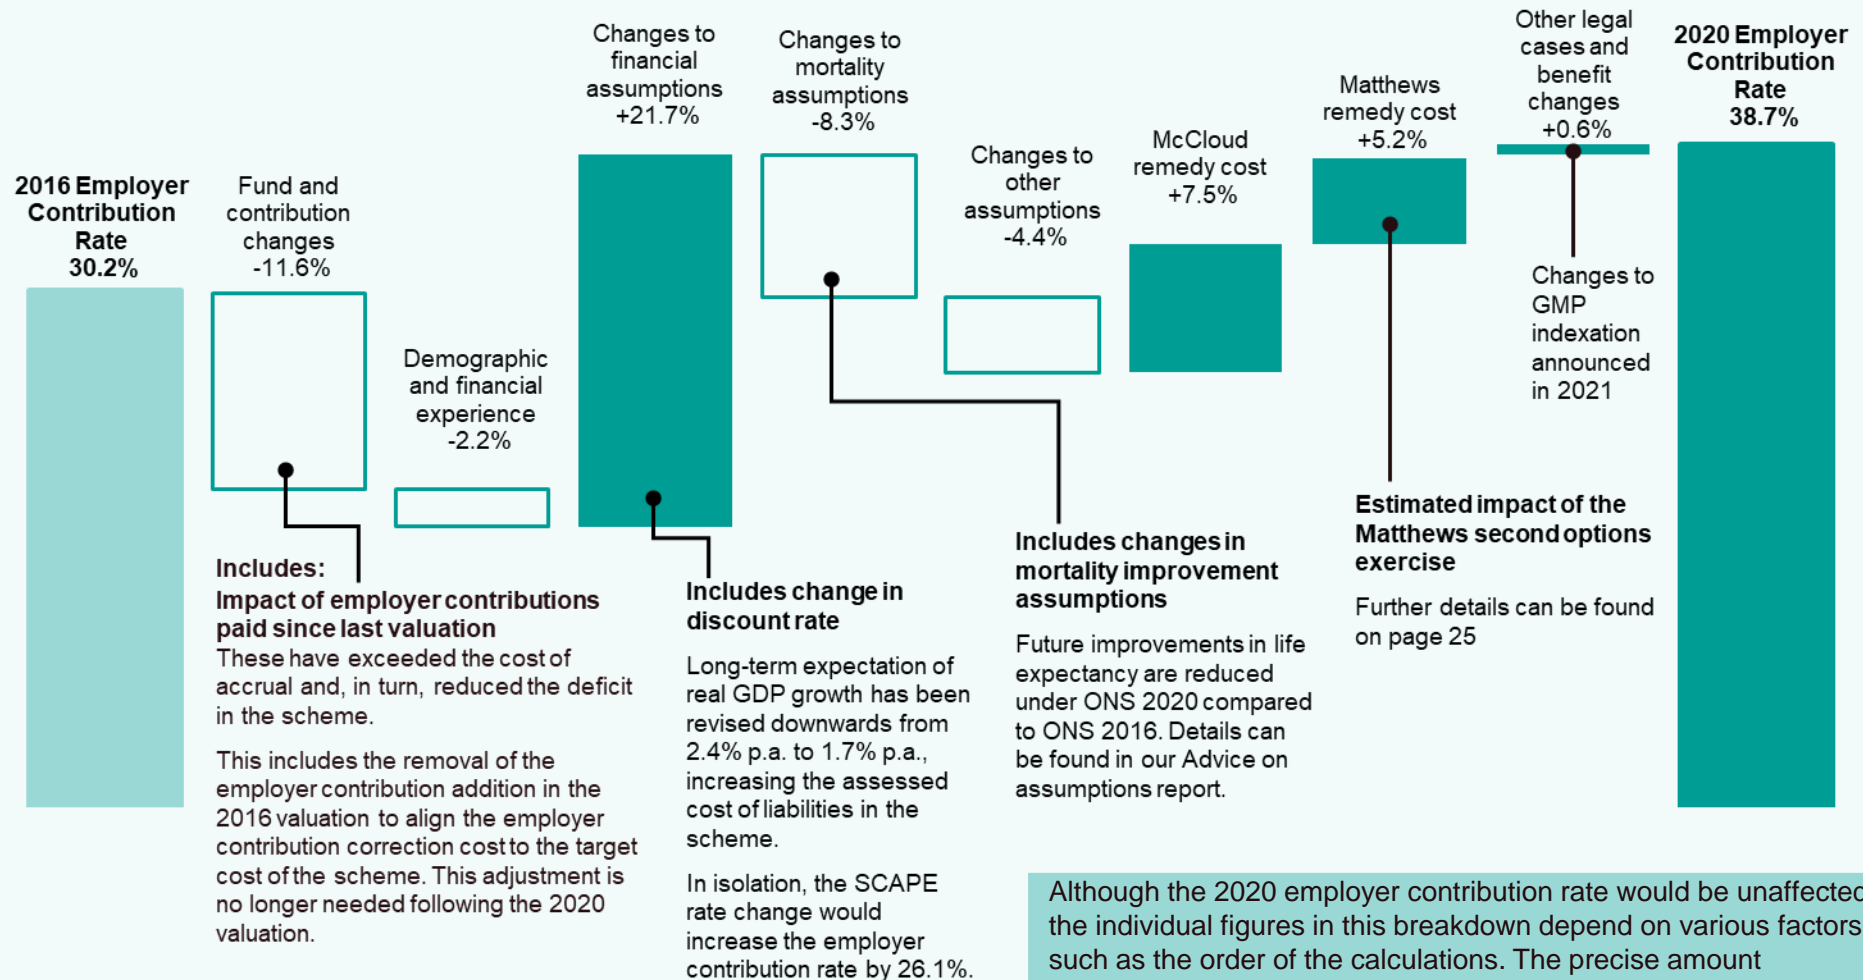 2016 Employer
Contribution
Rate
30.2%
Fund and
contribution
changes
-11.6%
Demographic
and financial
experience
-2.2%
Changes to
financial
assumptions
+21.7%
Changes to
mortality
assumptions
-8.3%
Changes to
other
assumptions
-4.4%
McCloud
remedy cost
+7.5%
Matthews
remedy cost
+5.2%
Other legal
cases and
benefit
changes
+0.6%
2020 Employer
Contribution
Rate
38.7%
Includes:
Impact of employer contributions
paid since last valuation
These have exceeded the cost of
accrual and, in turn, reduced the deficit
in the scheme.
This includes the removal of the
employer contribution addition in the
2016 valuation to align the employer
contribution correction cost to the target
cost of the scheme. This adjustment is
no longer needed following the 2020
valuation.
Includes change in
discount rate
Long-term expectation of
real GDP growth has been
revised downwards from
2.4% p.a. to 1.7% p.a.,
increasing the assessed
cost of liabilities in the
scheme.
In isolation, the SCAPE
rate change would
increase the employer
contribution rate by 26.1%.
Includes changes in
mortality improvement
assumptions
Future improvements in life
expectancy are reduced
under ONS 2020 compared
to ONS 2016. Details can
be found in our Advice on
assumptions report.
Estimated impact of the
Matthews second options
exercise
Further details can be found
on page 25
Changes to
GMP
indexation
announced
in 2021
Although the 2020 employer contribution rate would be unaffected
the individual figures in this breakdown depend on various factors
such as the order of the calculations. The precise amount